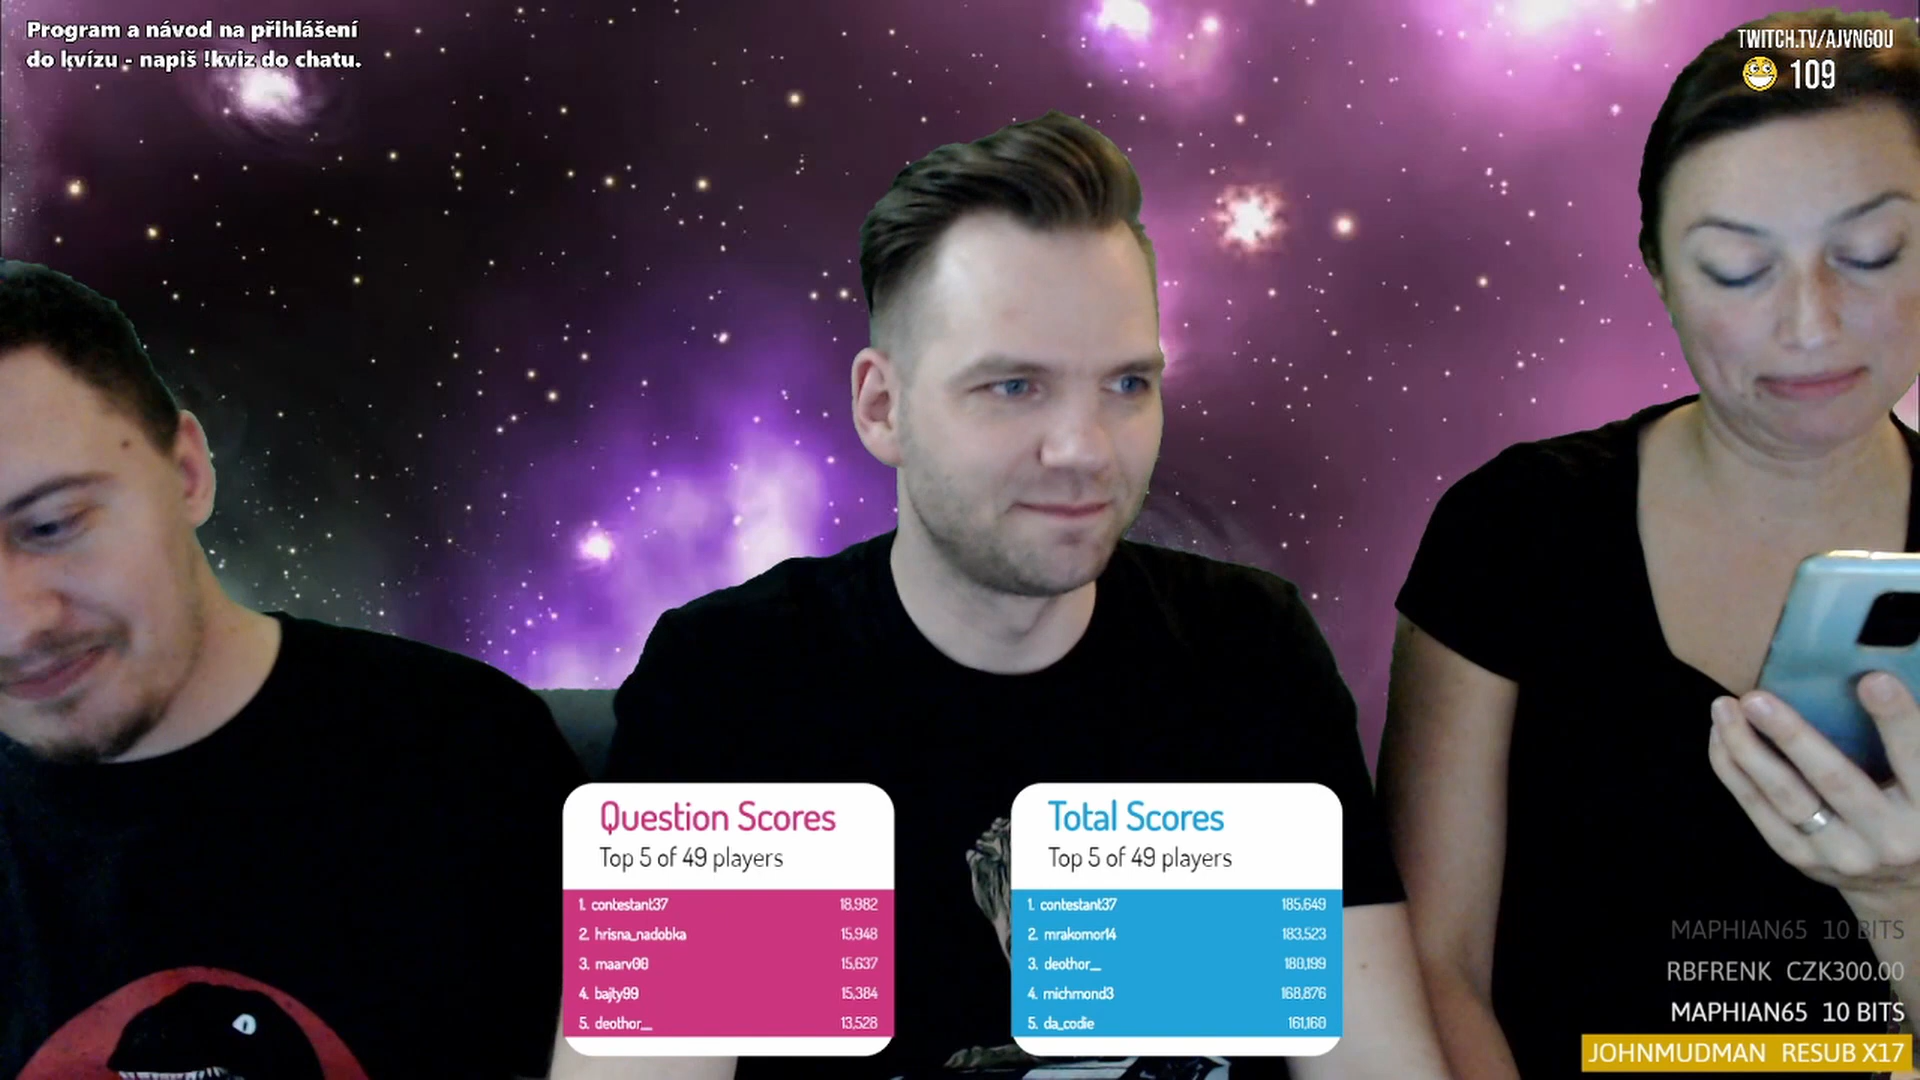 Program a návod na přihlášení
do kvízu - napiš !kviz do chatu.
TWITCH.TV/AJVNGOU
109
Question Scores
Top 5 of 49 players
1. contestant37 18,982
2. hrisna_nadobka 15,948
3. maarv00 15,637
4. bajty99 15,384
5. deothor__ 13,528
Total Scores
Top 5 of 49 players
1. contestant37 185,649
2. mrakomor14 183,523
3. deothor__ 180,199
4. michmond3 168,876
5. da_codie 161,160
MAPHIAN65 10 BITS
RBFRENK CZK300.00
MAPHIAN65 10 BITS
JOHNMUDMAN RESUB X17